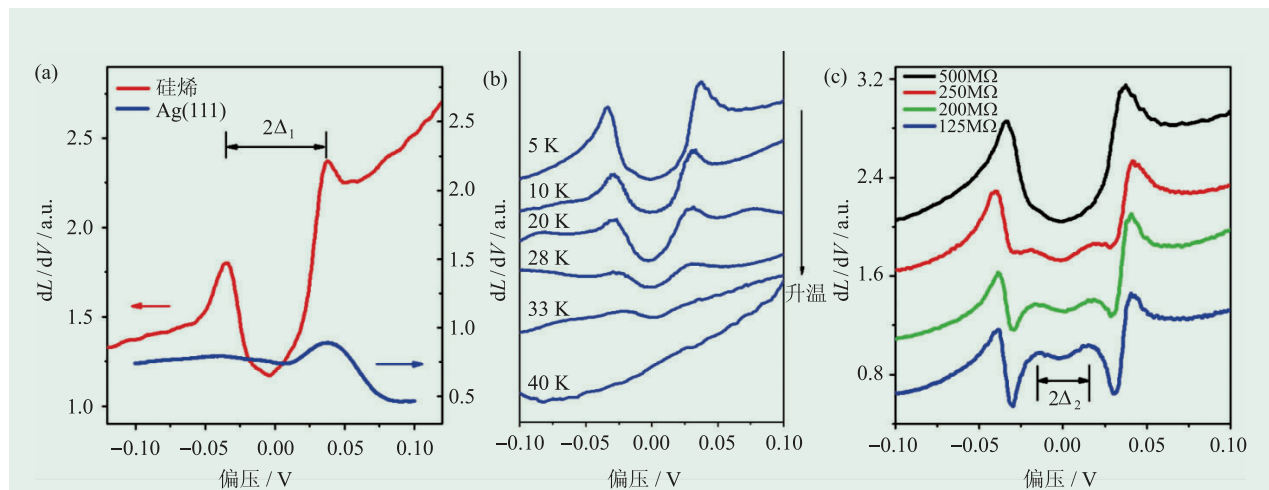 (a)
硅烯
Ag(111)
2Δ₁
2.5
2.0
1.5
1.0
2.5
2.0
1.5
1.0
0.5
dL / dV / a.u.
−0.10 −0.05 0.00 0.05 0.10
偏压 / V
(b)
5 K
10 K
20 K
28 K
33 K
40 K
升温
−0.10 −0.05 0.00 0.05 0.10
偏压 / V
(c)
500MΩ
250MΩ
200MΩ
125MΩ
3.2
2.4
1.6
0.8
dL / dV / a.u.
dL / dV / a.u.
2Δ₂
−0.10 −0.05 0.00 0.05 0.10
偏压 / V